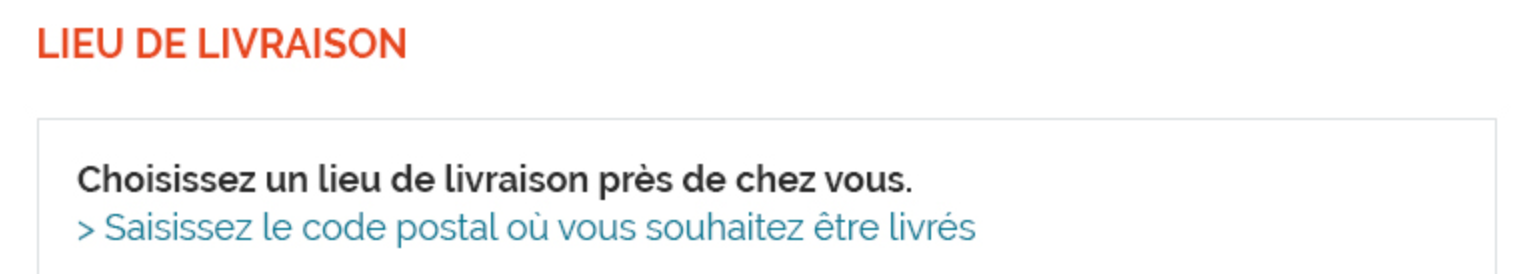 LIEU DE LIVRAISON
Choisissez un lieu de livraison près de chez vous.
> Saisissez le code postal où vous souhaitez être livrés